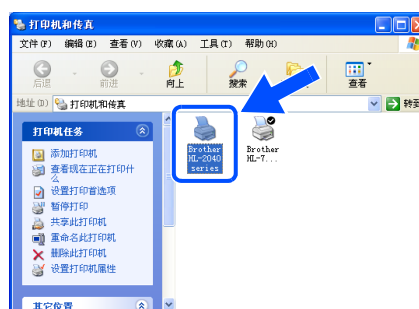 打印机和传真
文件(F) 编辑(E) 查看(V) 收藏(A) 工具(T) 帮助(H)
后退 前进 向上 搜索 查看
地址(D) 打印机和传真 转到
打印机任务
添加打印机
查看现在正在打印什
么
设置打印首选项
暂停打印
共享此打印机
重命名此打印机
删除此打印机
设置打印机属性
其它位置
Brother
HL-2040
series
Brother
HL-7...